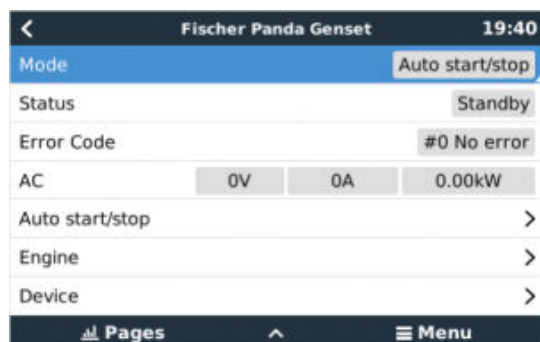 Fischer Panda Genset 19:40
Mode Auto start/stop
Status Standby
Error Code #0 No error
AC 0V 0A 0.00kW
Auto start/stop
Engine
Device
Pages Menu